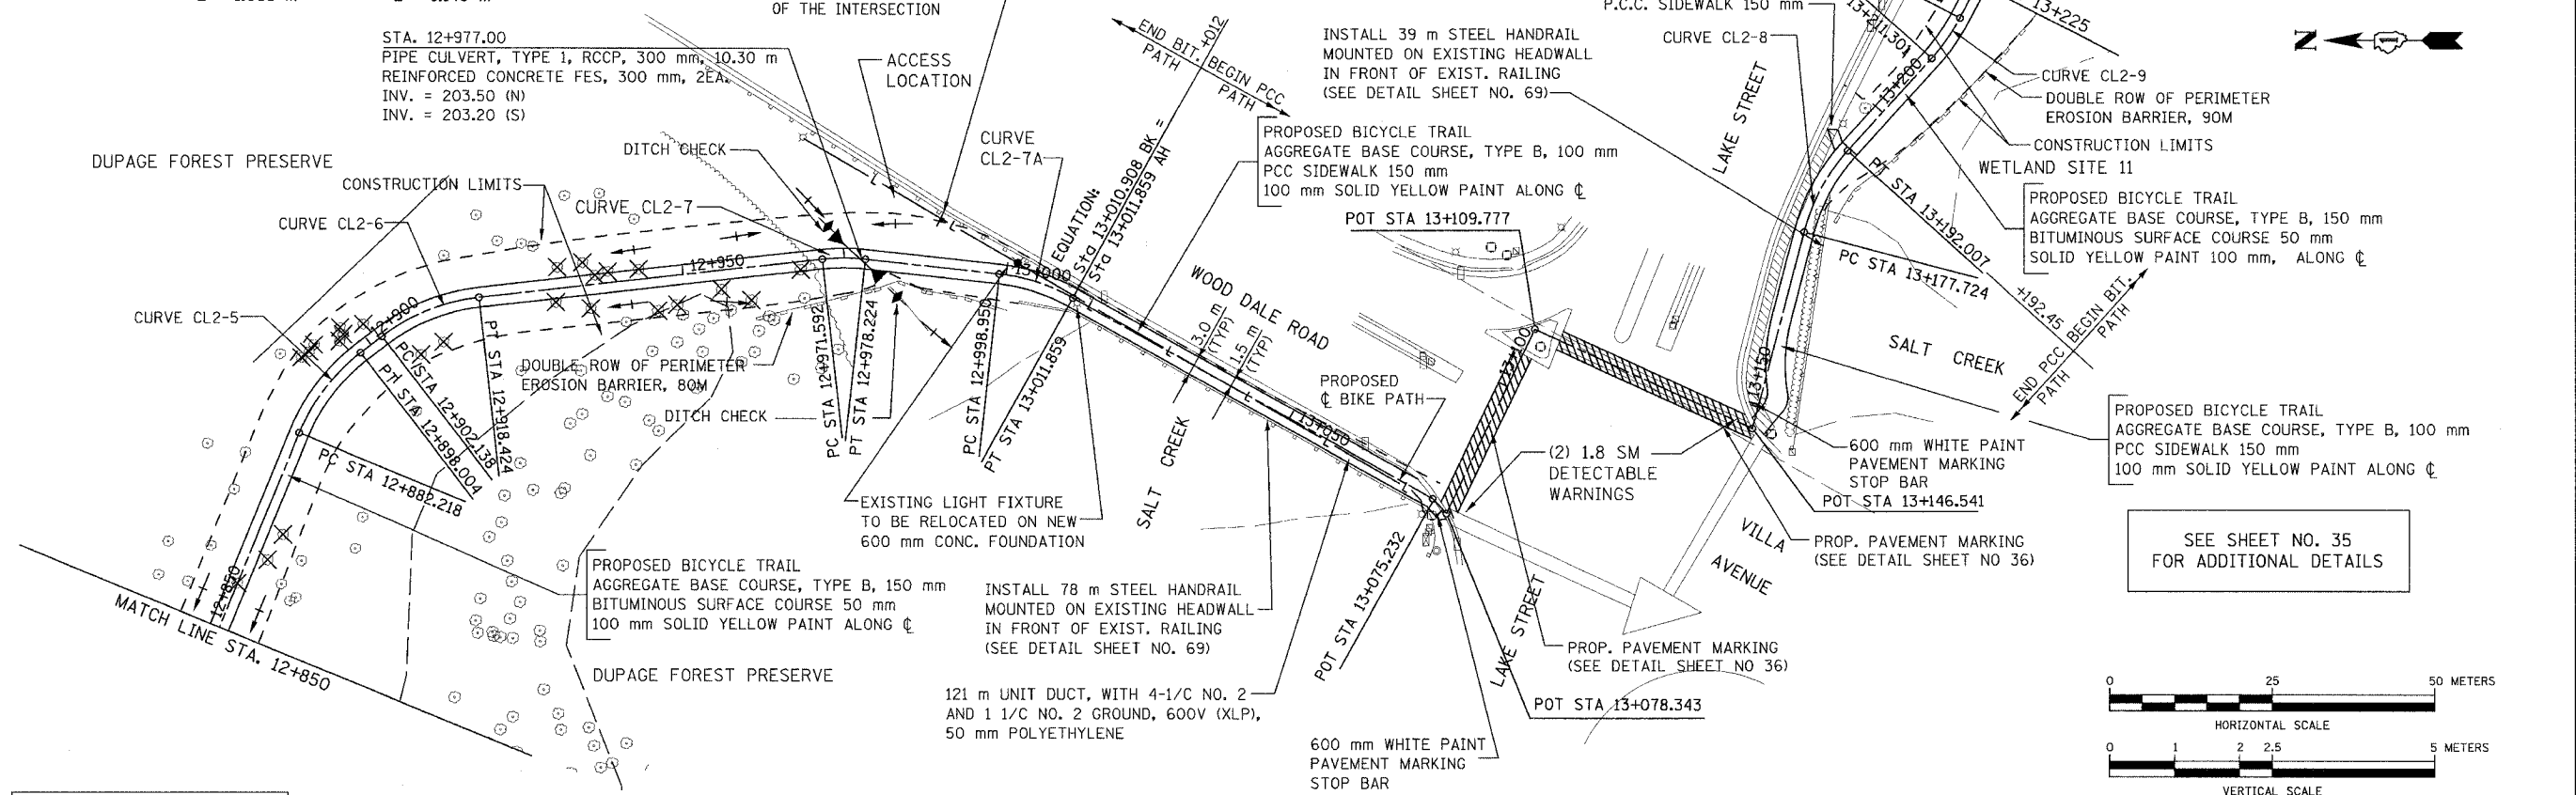 OF THE INTERSECTION
STA. 12+977.00
PIPE CULVERT, TYPE 1, RCCP, 300 mm, 10.30 m
REINFORCED CONCRETE FES, 300 mm, 2EA.
INV. = 203.50 (N)
INV. = 203.20 (S)
ACCESS
LOCATION
DUPAGE FOREST PRESERVE
CONSTRUCTION LIMITS
CURVE CL2-6
CURVE CL2-5
DITCH CHECK
CURVE CL2-7
CURVE
CL2-7A
EQUATION:
Sta 13+010.908 BK =
Sta 13+011.859 AH
+012
END BIT. BEGIN PCC
PATH PATH
INSTALL 39 m STEEL HANDRAIL
MOUNTED ON EXISTING HEADWALL
IN FRONT OF EXIST. RAILING
(SEE DETAIL SHEET NO. 69)
PROPOSED BICYCLE TRAIL
AGGREGATE BASE COURSE, TYPE B, 100 mm
PCC SIDEWALK 150 mm
100 mm SOLID YELLOW PAINT ALONG ℄
POT STA 13+109.777
P.C.C. SIDEWALK 150 mm
CURVE CL2-8
LAKE STREET
13+211.301
13+225
13+200
N
CURVE CL2-9
DOUBLE ROW OF PERIMETER
EROSION BARRIER, 90M
CONSTRUCTION LIMITS
WETLAND SITE 11
PROPOSED BICYCLE TRAIL
AGGREGATE BASE COURSE, TYPE B, 150 mm
BITUMINOUS SURFACE COURSE 50 mm
SOLID YELLOW PAINT 100 mm, ALONG ℄
PT STA 13+192.007
PC STA 13+177.724
+192.45
END PCC BEGIN BIT.
PATH PATH
SALT CREEK
12+950
12+900
13+000
PT STA 12+918.424
PC STA 12+902.138
PT STA 12+898.004
PC STA 12+882.218
DOUBLE ROW OF PERIMETER
EROSION BARRIER, 80M
DITCH CHECK
PC STA 12+971.592
PT STA 12+978.224
PC STA 12+998.950
PT STA 13+011.859
WOOD DALE ROAD
3.0 m
(TYP)
1.5 m
(TYP)
SALT CREEK
13+050
13+100
13+150
PROPOSED
℄ BIKE PATH
EXISTING LIGHT FIXTURE
TO BE RELOCATED ON NEW
600 mm CONC. FOUNDATION
(2) 1.8 SM
DETECTABLE
WARNINGS
600 mm WHITE PAINT
PAVEMENT MARKING
STOP BAR
POT STA 13+146.541
PROP. PAVEMENT MARKING
(SEE DETAIL SHEET NO 36)
VILLA
AVENUE
PROPOSED BICYCLE TRAIL
AGGREGATE BASE COURSE, TYPE B, 100 mm
PCC SIDEWALK 150 mm
100 mm SOLID YELLOW PAINT ALONG ℄
SEE SHEET NO. 35
FOR ADDITIONAL DETAILS
12+850
MATCH LINE STA. 12+850
PROPOSED BICYCLE TRAIL
AGGREGATE BASE COURSE, TYPE B, 150 mm
BITUMINOUS SURFACE COURSE 50 mm
100 mm SOLID YELLOW PAINT ALONG ℄
DUPAGE FOREST PRESERVE
INSTALL 78 m STEEL HANDRAIL
MOUNTED ON EXISTING HEADWALL
IN FRONT OF EXIST. RAILING
(SEE DETAIL SHEET NO. 69)
121 m UNIT DUCT, WITH 4-1/C NO. 2
AND 1 1/C NO. 2 GROUND, 600V (XLP),
50 mm POLYETHYLENE
POT STA 13+075.232
LAKE STREET
PROP. PAVEMENT MARKING
(SEE DETAIL SHEET NO 36)
POT STA 13+078.343
600 mm WHITE PAINT
PAVEMENT MARKING
STOP BAR
0 25 50 METERS
HORIZONTAL SCALE
0 1 2 2.5 5 METERS
VERTICAL SCALE